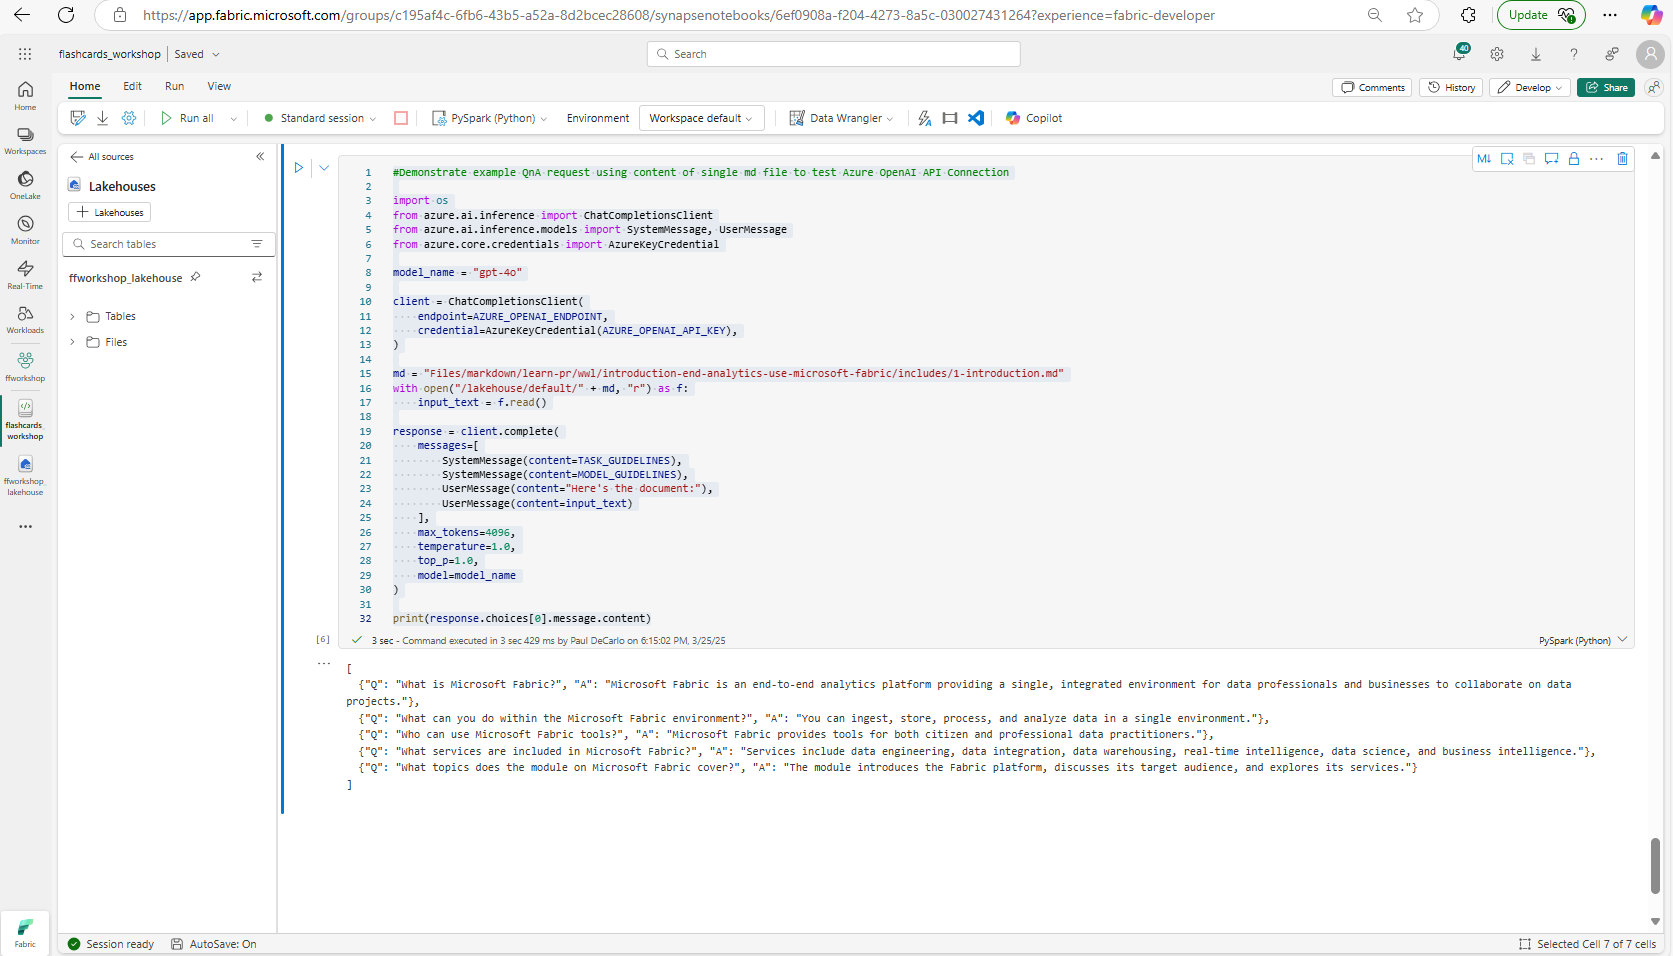 https://app.fabric.microsoft.com/groups/c195af4c-6fb6-43b5-a52a-8d2bcec28608/synapsenotebooks/6ef0908a-f204-4273-8a5c-030027431264?experience=fabric-developer
Update
flashcards_workshop
Saved
Search
40
Home
Edit
Run
View
Comments
History
Develop
Share
Run all
Standard session
PySpark (Python)
Environment
Workspace default
Data Wrangler
Copilot
Home
Workspaces
OneLake
Monitor
Real-Time
Workloads
ffworkshop
flashcards_
workshop
ffworkshop_
lakehouse
Fabric
All sources
Lakehouses
Lakehouses
Search tables
ffworkshop_lakehouse
Tables
Files
M↓
1 #Demonstrate example QnA request using content of single md file to test Azure OpenAI API Connection
2
3 import os
4 from azure.ai.inference import ChatCompletionsClient
5 from azure.ai.inference.models import SystemMessage, UserMessage
6 from azure.core.credentials import AzureKeyCredential
7
8 model_name = "gpt-4o"
9
10 client = ChatCompletionsClient(
11     endpoint=AZURE_OPENAI_ENDPOINT,
12     credential=AzureKeyCredential(AZURE_OPENAI_API_KEY),
13 )
14
15 md = "Files/markdown/learn-pr/wwl/introduction-end-analytics-use-microsoft-fabric/includes/1-introduction.md"
16 with open("/lakehouse/default/" + md, "r") as f:
17     input_text = f.read()
18
19 response = client.complete(
20     messages=[
21         SystemMessage(content=TASK_GUIDELINES),
22         SystemMessage(content=MODEL_GUIDELINES),
23         UserMessage(content="Here's the document:"),
24         UserMessage(content=input_text)
25     ],
26     max_tokens=4096,
27     temperature=1.0,
28     top_p=1.0,
29     model=model_name
30 )
31
32 print(response.choices[0].message.content)
[6]
3 sec - Command executed in 3 sec 429 ms by Paul DeCarlo on 6:15:02 PM, 3/25/25
PySpark (Python)
[
{"Q": "What is Microsoft Fabric?", "A": "Microsoft Fabric is an end-to-end analytics platform providing a single, integrated environment for data professionals and businesses to collaborate on data
projects."},
{"Q": "What can you do within the Microsoft Fabric environment?", "A": "You can ingest, store, process, and analyze data in a single environment."},
{"Q": "Who can use Microsoft Fabric tools?", "A": "Microsoft Fabric provides tools for both citizen and professional data practitioners."},
{"Q": "What services are included in Microsoft Fabric?", "A": "Services include data engineering, data integration, data warehousing, real-time intelligence, data science, and business intelligence."},
{"Q": "What topics does the module on Microsoft Fabric cover?", "A": "The module introduces the Fabric platform, discusses its target audience, and explores its services."}
]
Session ready
AutoSave: On
Selected Cell 7 of 7 cells